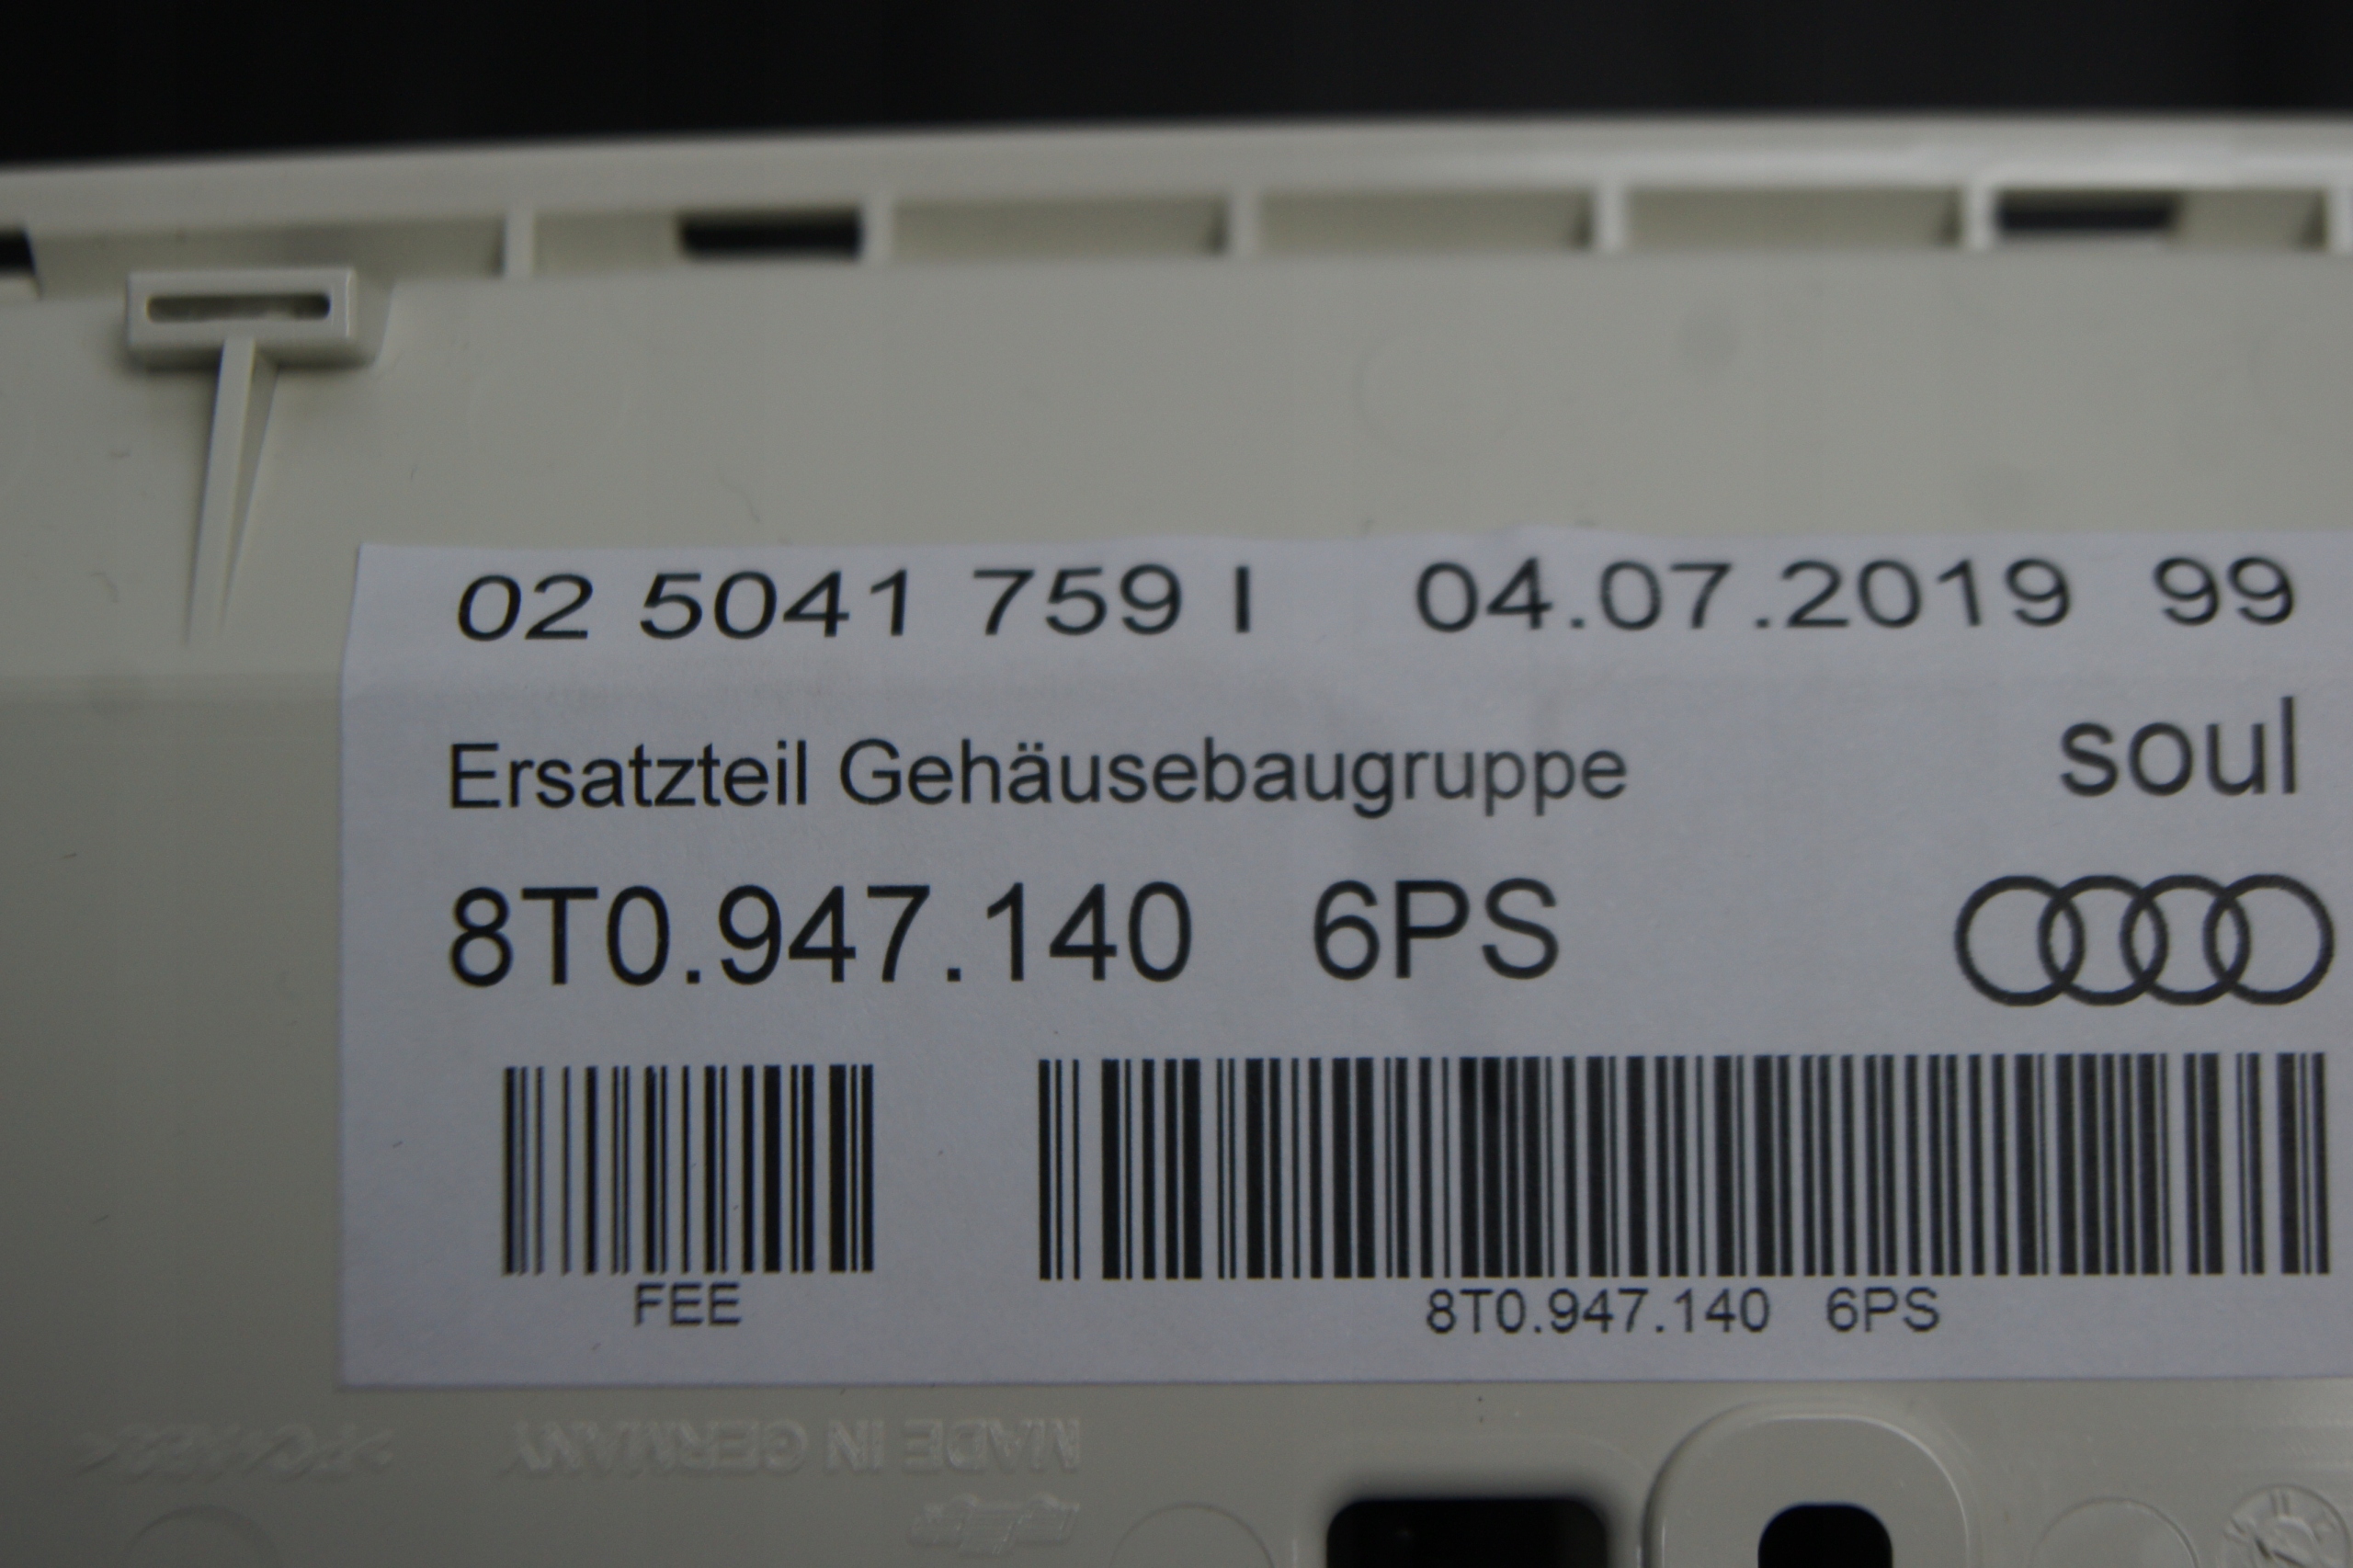 02 5041 759 I 04.07.2019 99
Ersatzteil Gehäusebaugruppe soul
8T0.947.140 6PS
FEE
8T0.947.140 6PS
MADE IN GERMANY